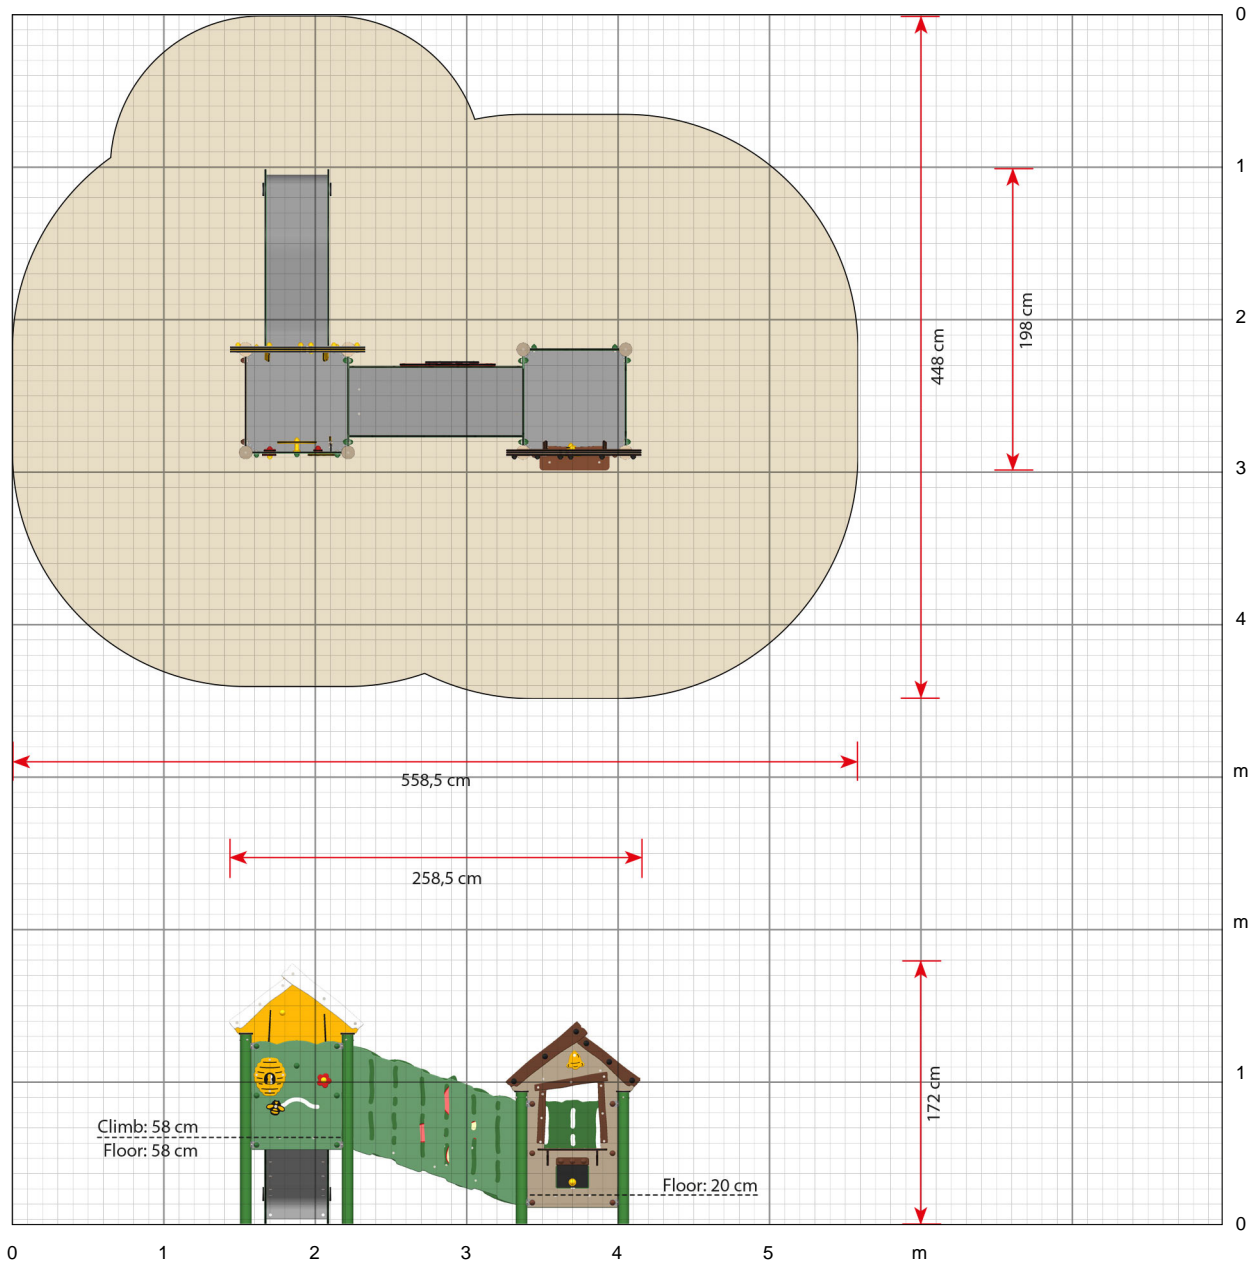 0
1
2
198 cm
448 cm
3
4
m
558,5 cm
258,5 cm
m
1
172 cm
Climb: 58 cm
Floor: 58 cm
Floor: 20 cm
0
0 1 2 3 4 5 m